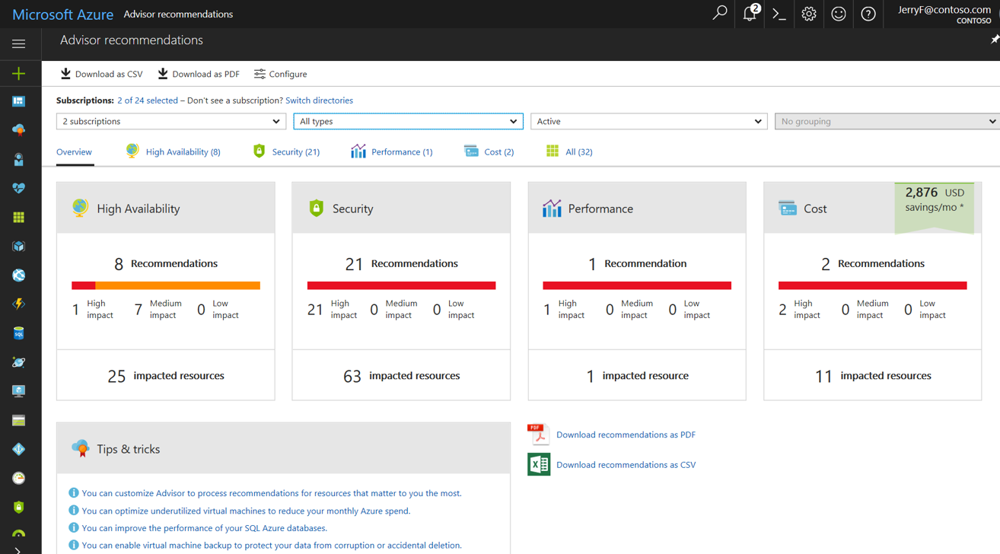 Microsoft Azure Advisor recommendations
2
JerryF@contoso.com
CONTOSO
Advisor recommendations
Download as CSV Download as PDF Configure
Subscriptions: 2 of 24 selected – Don't see a subscription? Switch directories
2 subscriptions All types Active No grouping
Overview High Availability (8) Security (21) Performance (1) Cost (2) All (32)
High Availability
8 Recommendations
1 High impact 7 Medium impact 0 Low impact
25 impacted resources
Security
21 Recommendations
21 High impact 0 Medium impact 0 Low impact
63 impacted resources
Performance
1 Recommendation
1 High impact 0 Medium impact 0 Low impact
1 impacted resource
Cost
2,876 USD
savings/mo *
2 Recommendations
2 High impact 0 Medium impact 0 Low impact
11 impacted resources
Tips & tricks
You can customize Advisor to process recommendations for resources that matter to you the most.
You can optimize underutilized virtual machines to reduce your monthly Azure spend.
You can improve the performance of your SQL Azure databases.
You can enable virtual machine backup to protect your data from corruption or accidental deletion.
PDF
Download recommendations as PDF
Download recommendations as CSV
SQL